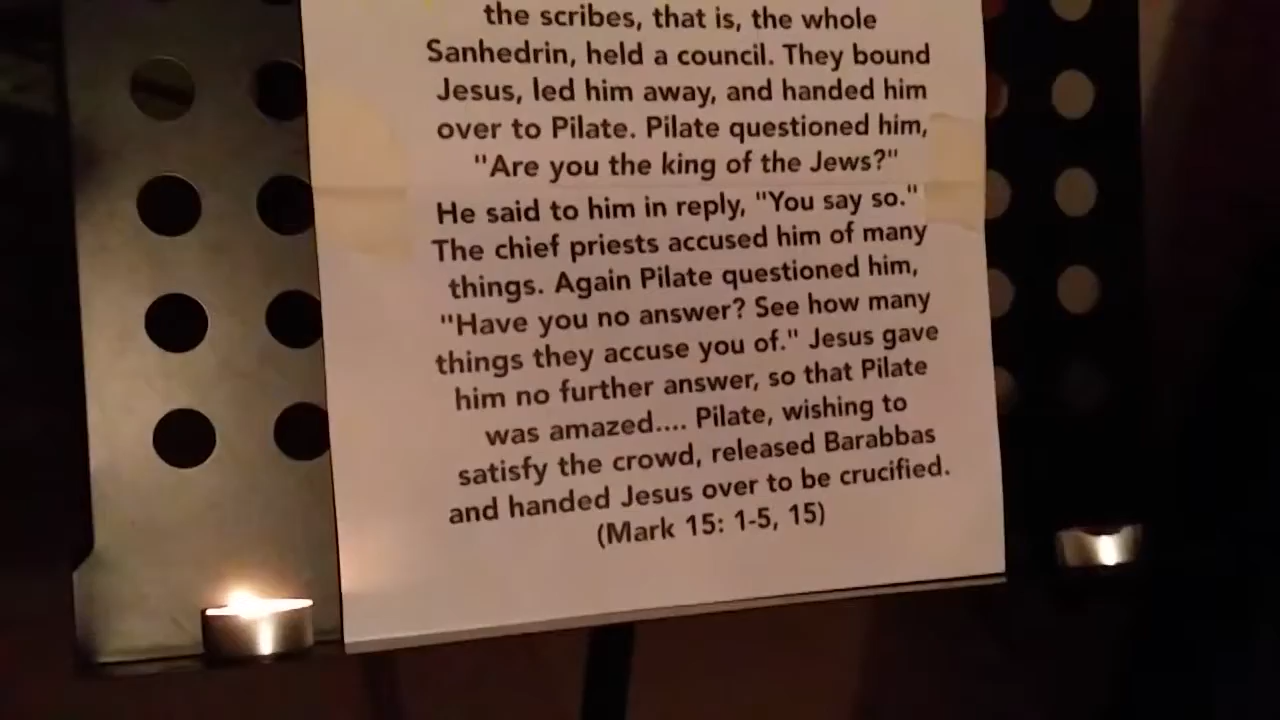 the scribes, that is, the whole
Sanhedrin, held a council. They bound
Jesus, led him away, and handed him
over to Pilate. Pilate questioned him,
"Are you the king of the Jews?"
He said to him in reply, "You say so."
The chief priests accused him of many
things. Again Pilate questioned him,
"Have you no answer? See how many
things they accuse you of." Jesus gave
him no further answer, so that Pilate
was amazed.... Pilate, wishing to
satisfy the crowd, released Barabbas
and handed Jesus over to be crucified.
(Mark 15: 1-5, 15)